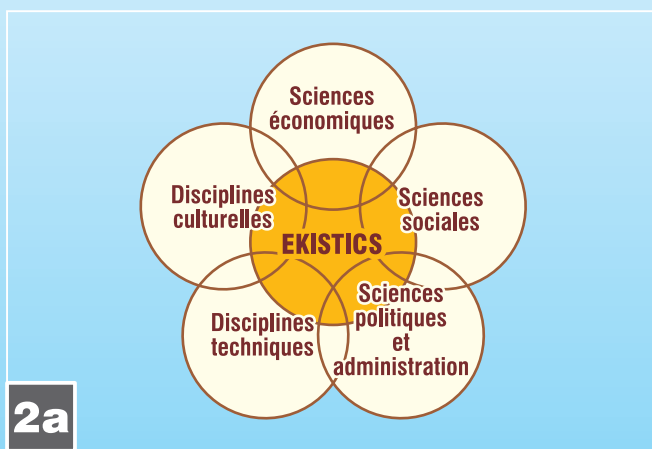 Sciences
économiques
Disciplines
culturelles
Sciences
sociales
EKISTICS
Disciplines
techniques
Sciences
politiques
et
administration
2a